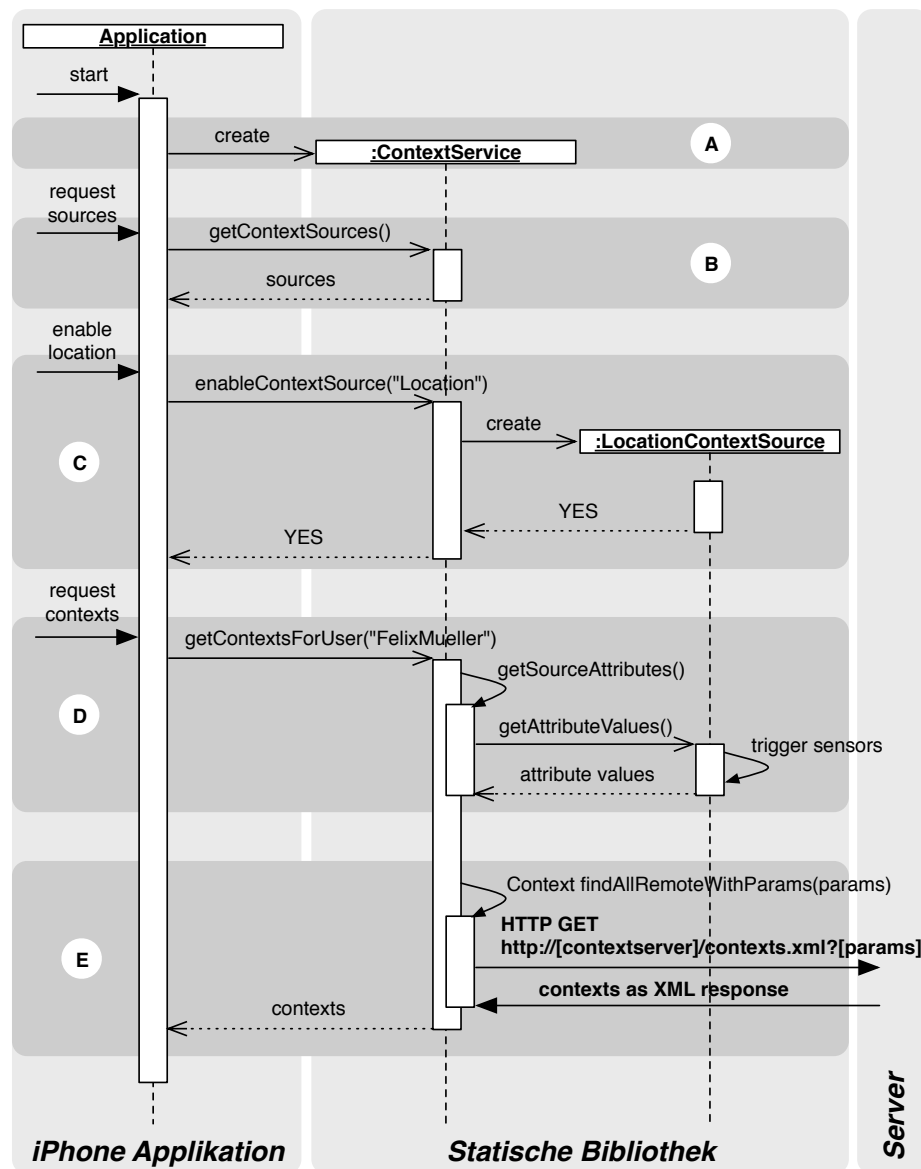 Application
start
create
:ContextService
A
request
sources
getContextSources()
B
sources
enable
location
enableContextSource("Location")
create
:LocationContextSource
C
YES
YES
request
contexts
getContextsForUser("FelixMueller")
getSourceAttributes()
D
getAttributeValues()
trigger sensors
attribute values
Context findAllRemoteWithParams(params)
HTTP GET
http://[contextserver]/contexts.xml?[params]
E
contexts as XML response
contexts
iPhone Applikation
Statische Bibliothek
Server